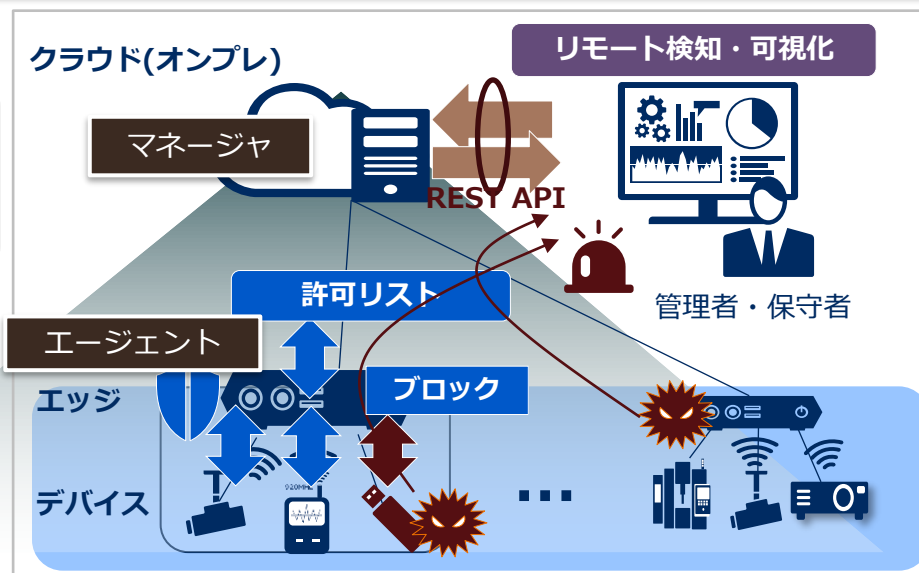 クラウド(オンプレ)
リモート検知・可視化
マネージャ
REST API
許可リスト
管理者・保守者
エージェント
エッジ
ブロック
デバイス
920MHz
...